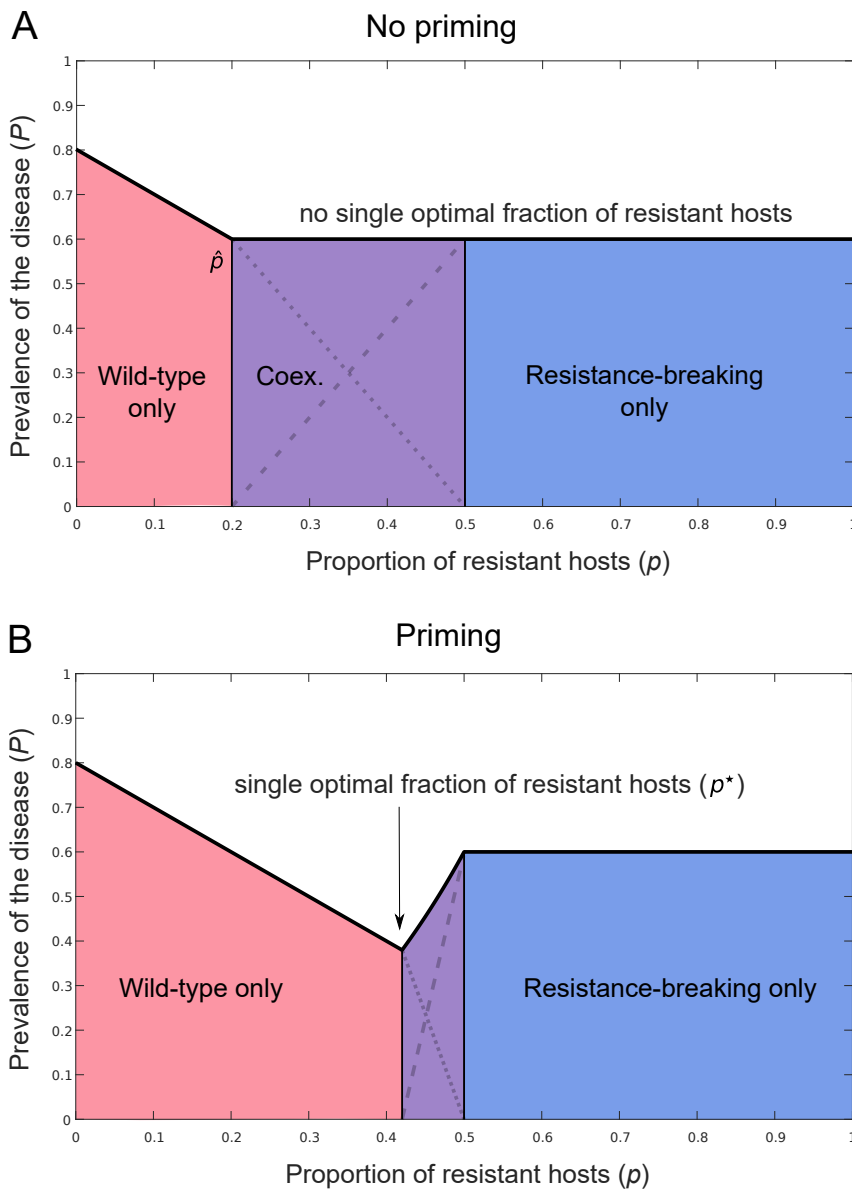 A
No priming
Prevalence of the disease (P)
1
0.9
0.8
0.7
0.6
0.5
0.4
0.3
0.2
0.1
0
no single optimal fraction of resistant hosts
p̂
Wild-type
only
Coex.
Resistance-breaking
only
0 0.1 0.2 0.3 0.4 0.5 0.6 0.7 0.8 0.9 1
Proportion of resistant hosts (p)
B
Priming
Prevalence of the disease (P)
1
0.9
0.8
0.7
0.6
0.5
0.4
0.3
0.2
0.1
0
single optimal fraction of resistant hosts (p⋆)
Wild-type only
Resistance-breaking only
0 0.1 0.2 0.3 0.4 0.5 0.6 0.7 0.8 0.9 1
Proportion of resistant hosts (p)